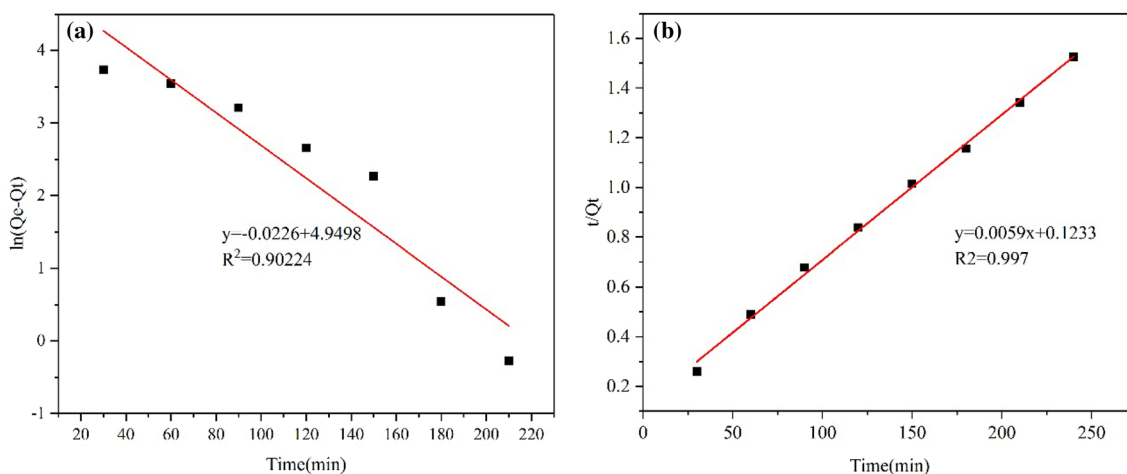 (a)
4
3
2
1
0
-1
ln(Qe-Qt)
y=-0.0226+4.9498
R²=0.90224
20 40 60 80 100 120 140 160 180 200 220
Time(min)
(b)
1.6
1.4
1.2
1.0
0.8
0.6
0.4
0.2
t/Qt
y=0.0059x+0.1233
R2=0.997
0 50 100 150 200 250
Time(min)